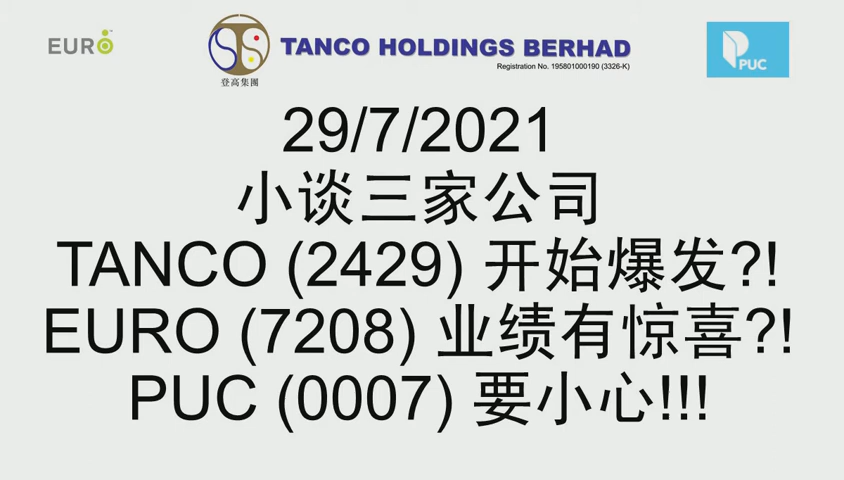 EURO
TANCO HOLDINGS BERHAD
Registration No. 195801000190 (3326-K)
登高集團
PUC
29/7/2021
小谈三家公司
TANCO (2429) 开始爆发?!
EURO (7208) 业绩有惊喜?!
PUC (0007) 要小心!!!